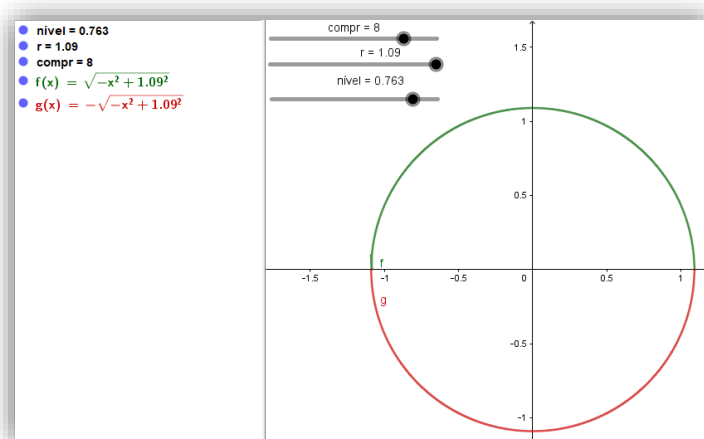 nível = 0.763
r = 1.09
compr = 8
f(x) = √(-x² + 1.09²)
g(x) = -√(-x² + 1.09²)
compr = 8
r = 1.09
nível = 0.763
1.5
1
0.5
f
-1.5 -1 -0.5 0 0.5 1
g
-0.5
-1